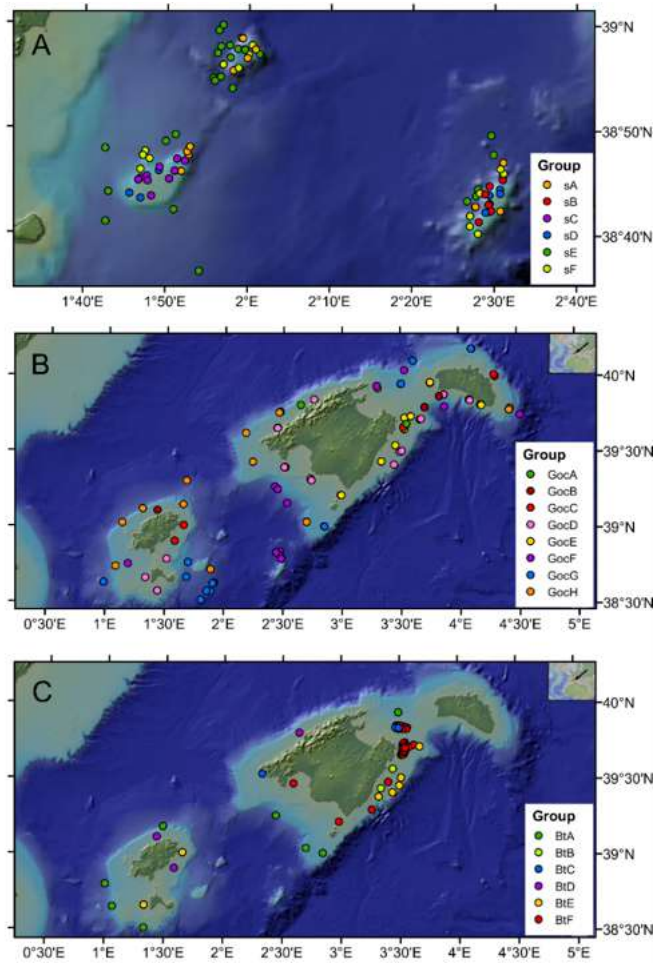 A
39°N
38°50'N
38°40'N
Group
sA
sB
sC
sD
sE
sF
1°40'E 1°50'E 2°E 2°10'E 2°20'E 2°30'E 2°40'E
B
40°N
39°30'N
39°N
38°30'N
Group
GocA
GocB
GocC
GocD
GocE
GocF
GocG
GocH
0°30'E 1°E 1°30'E 2°E 2°30'E 3°E 3°30'E 4°E 4°30'E 5°E
C
40°N
39°30'N
39°N
38°30'N
Group
BtA
BtB
BtC
BtD
BtE
BtF
0°30'E 1°E 1°30'E 2°E 2°30'E 3°E 3°30'E 4°E 4°30'E 5°E